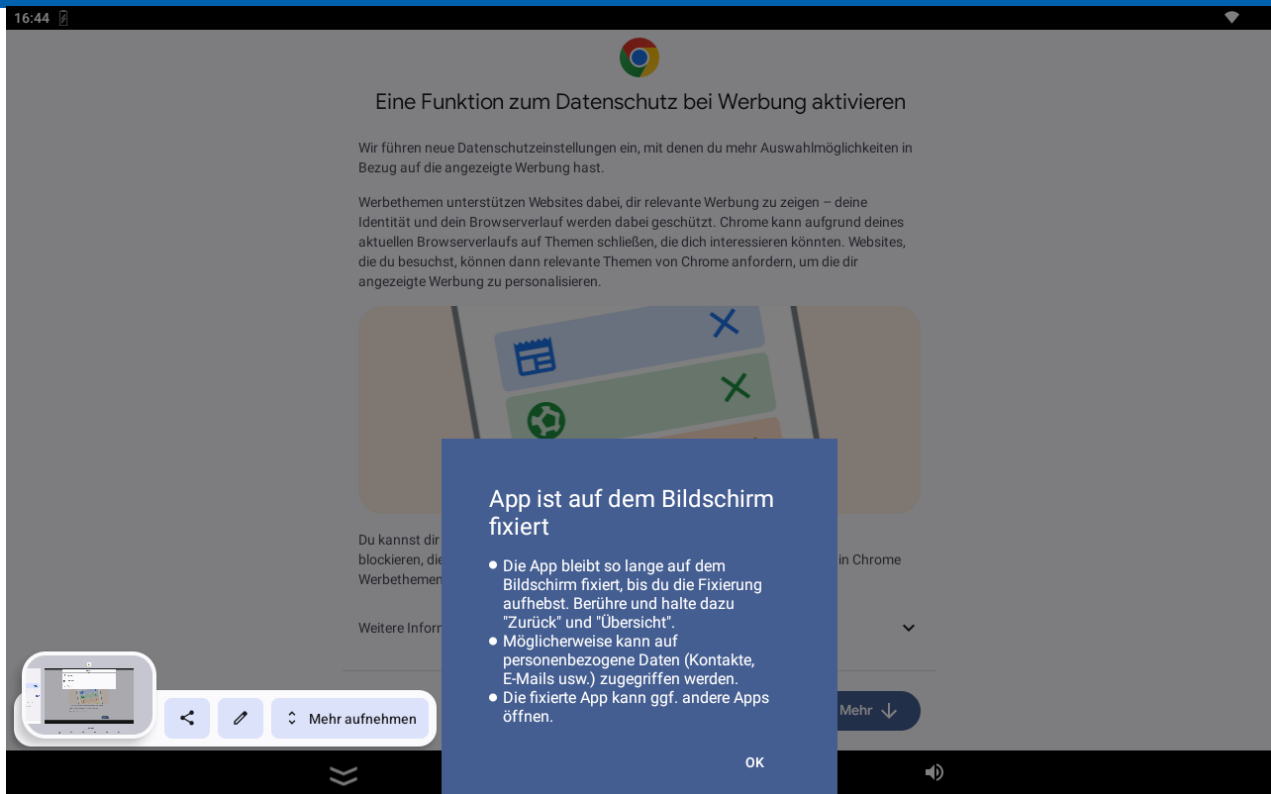 16:44
Eine Funktion zum Datenschutz bei Werbung aktivieren
Wir führen neue Datenschutzeinstellungen ein, mit denen du mehr Auswahlmöglichkeiten in
Bezug auf die angezeigte Werbung hast.
Werbethemen unterstützen Websites dabei, dir relevante Werbung zu zeigen – deine
Identität und dein Browserverlauf werden dabei geschützt. Chrome kann aufgrund deines
aktuellen Browserverlaufs auf Themen schließen, die dich interessieren könnten. Websites,
die du besuchst, können dann relevante Themen von Chrome anfordern, um die dir
angezeigte Werbung zu personalisieren.
Du kannst dir
blockieren, die in Chrome
Werbethemen
Weitere Inforr
App ist auf dem Bildschirm
fixiert
Die App bleibt so lange auf dem
Bildschirm fixiert, bis du die Fixierung
aufhebst. Berühre und halte dazu
"Zurück" und "Übersicht".
Möglicherweise kann auf
personenbezogene Daten (Kontakte,
E-Mails usw.) zugegriffen werden.
Die fixierte App kann ggf. andere Apps
öffnen.
OK
Mehr
Mehr aufnehmen